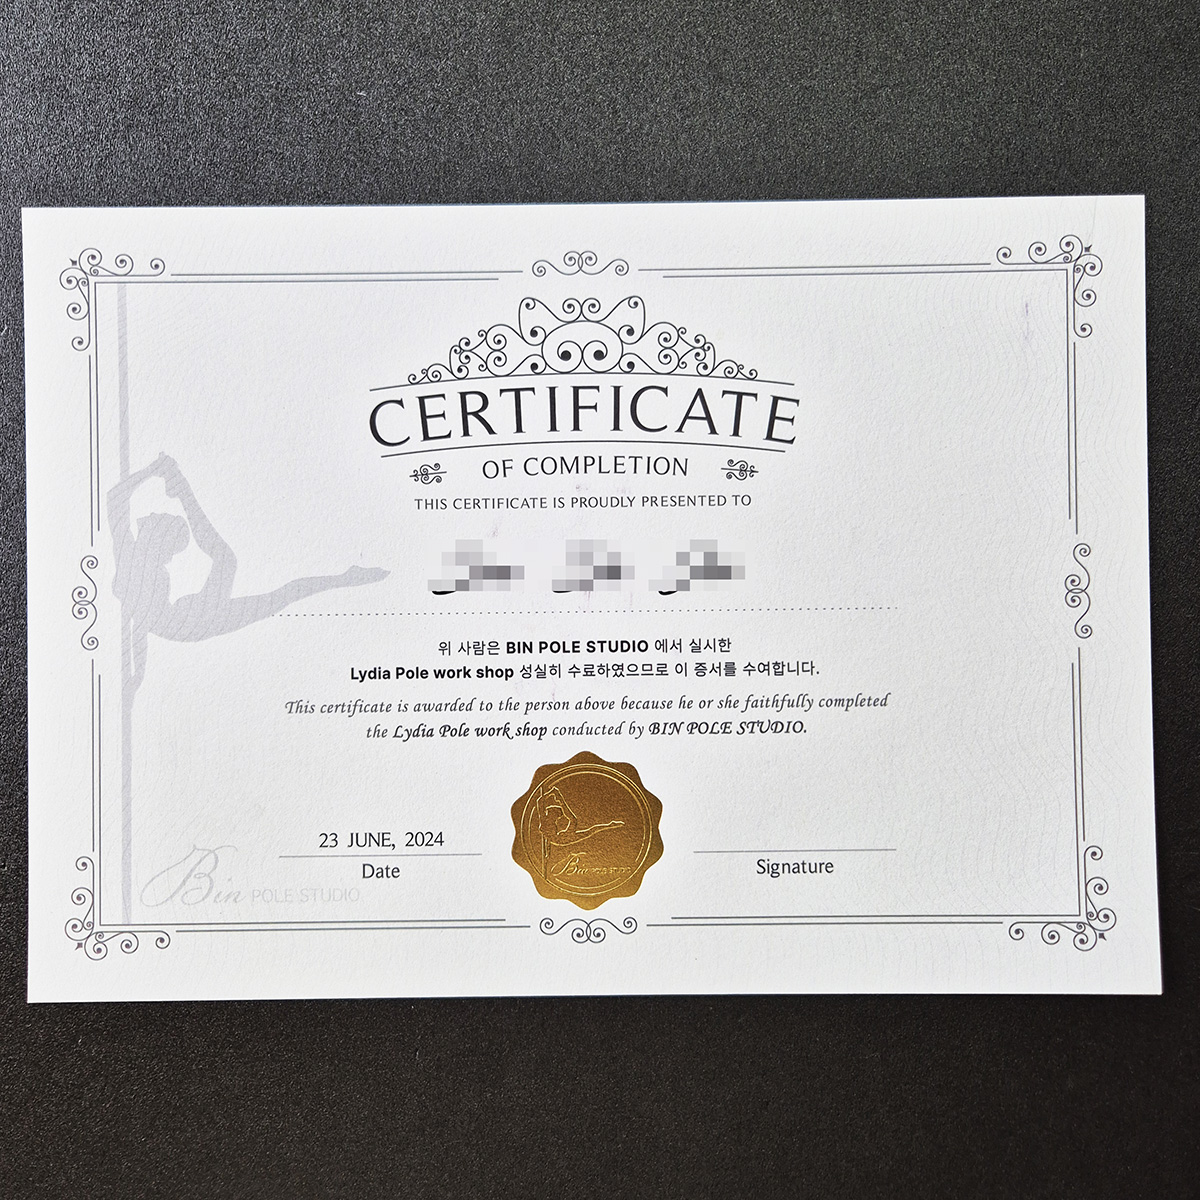 CERTIFICATE
OF COMPLETION
THIS CERTIFICATE IS PROUDLY PRESENTED TO
위 사람은 BIN POLE STUDIO 에서 실시한
Lydia Pole work shop 성실히 수료하였으므로 이 증서를 수여합니다.
This certificate is awarded to the person above because he or she faithfully completed
the Lydia Pole work shop conducted by BIN POLE STUDIO.
23 JUNE, 2024
Date
Signature
Bin POLE STUDIO
Bin POLE STUDIO